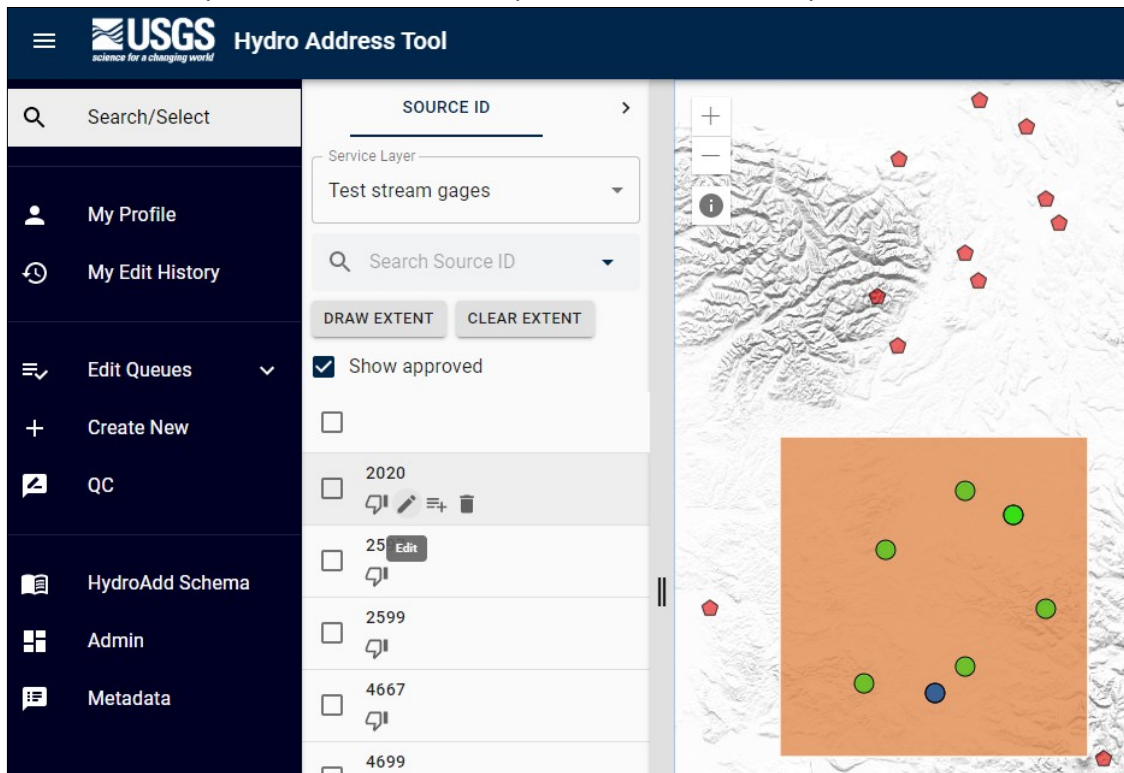 USGS
science for a changing world
Hydro Address Tool
Search/Select
My Profile
My Edit History
Edit Queues
Create New
QC
HydroAdd Schema
Admin
Metadata
SOURCE ID
Service Layer
Test stream gages
Search Source ID
DRAW EXTENT CLEAR EXTENT
Show approved
2020
Edit
2599
4667
4699